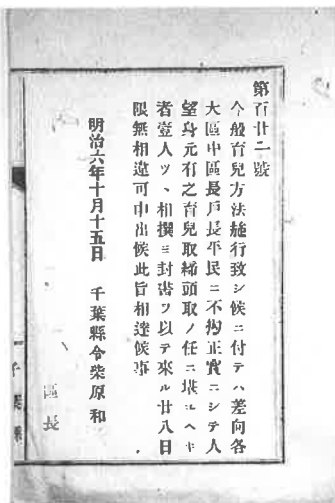 第百廿二號
今般育兒方法施行致シ候ニ付テハ差向各
大區中區長戸長平民ニ不拘正實ニシテ人
望身元有之育兒取締頭取ノ任ニ堪ユヘキ
者壹人ツヽ相撰ヨ封書ヲ以テ來ル廿八日
限無相違可申出候此旨相達候事
明治六年十月十五日 千葉縣令柴原和
區長
千葉縣